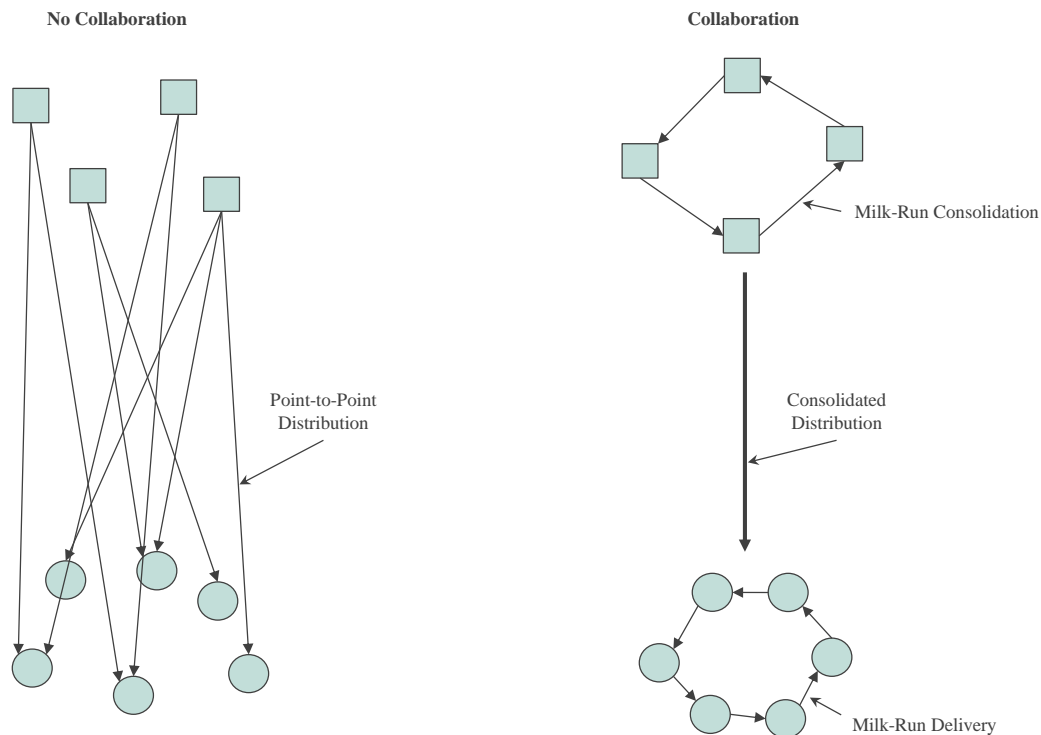 No Collaboration
Collaboration
Milk-Run Consolidation
Point-to-Point
Distribution
Consolidated
Distribution
Milk-Run Delivery